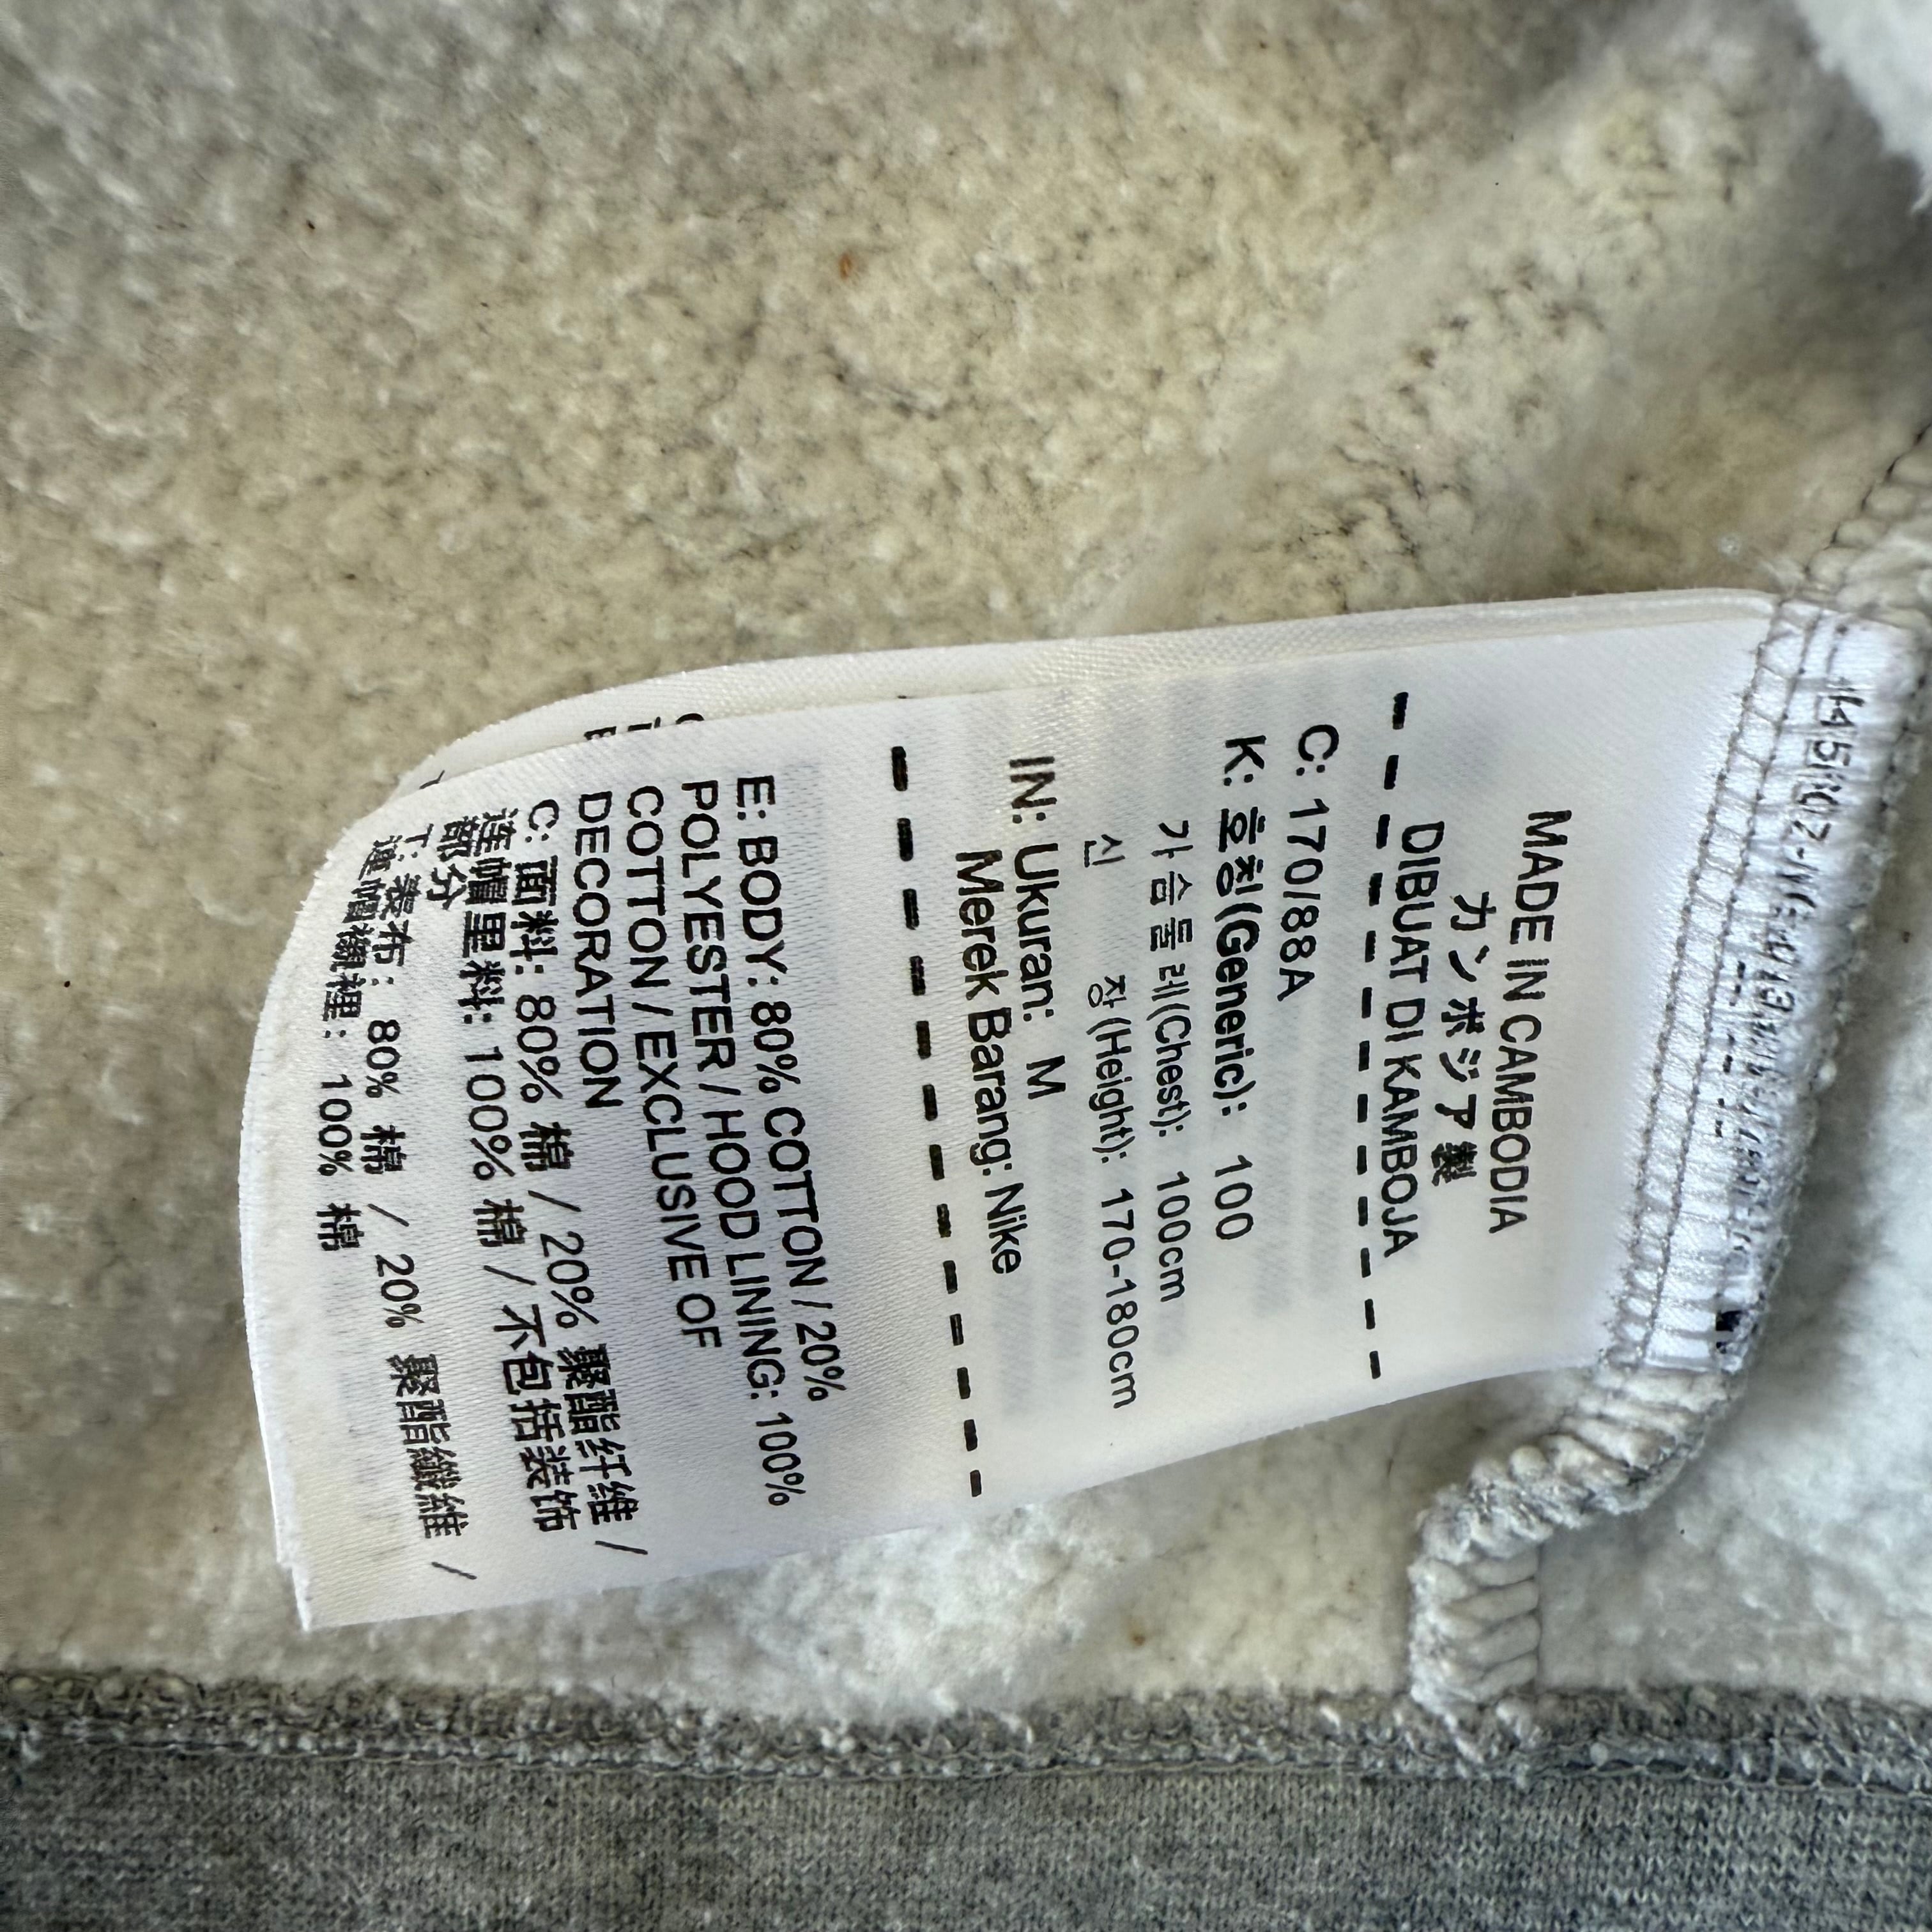 MADE IN CAMBODIA
カンボジア製
DIBUAT DI KAMBOJA
C: 170/88A
K: 호칭(Generic): 100
가슴둘레(Chest): 100cm
신 장(Height): 170-180cm
IN: Ukuran: M
Merek Barang: Nike
E: BODY: 80% COTTON / 20%
POLYESTER / HOOD LINING: 100%
COTTON / EXCLUSIVE OF
DECORATION
C: 面料: 80% 棉 / 20% 聚酯纤维 /
连帽里料: 100% 棉 / 不包括装饰
部分
T: 表布: 80% 棉 / 20% 聚酯纖維 /
連帽襯裡: 100% 棉